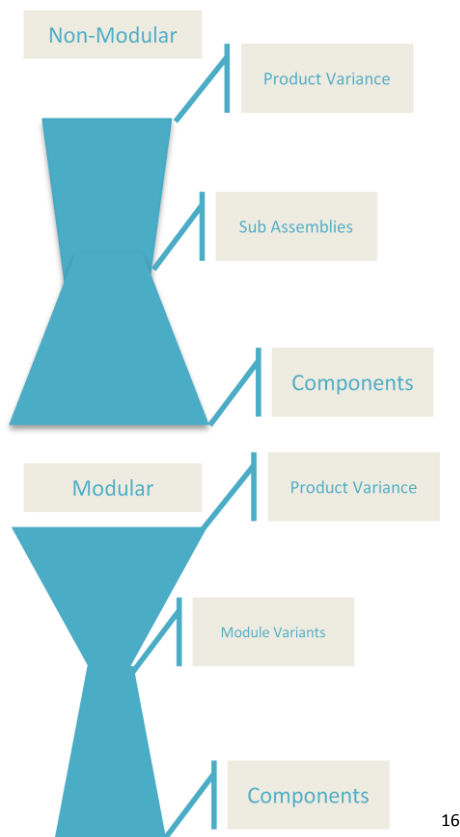 Non-Modular
Product Variance
Sub Assemblies
Components
Modular
Product Variance
Module Variants
Components
16